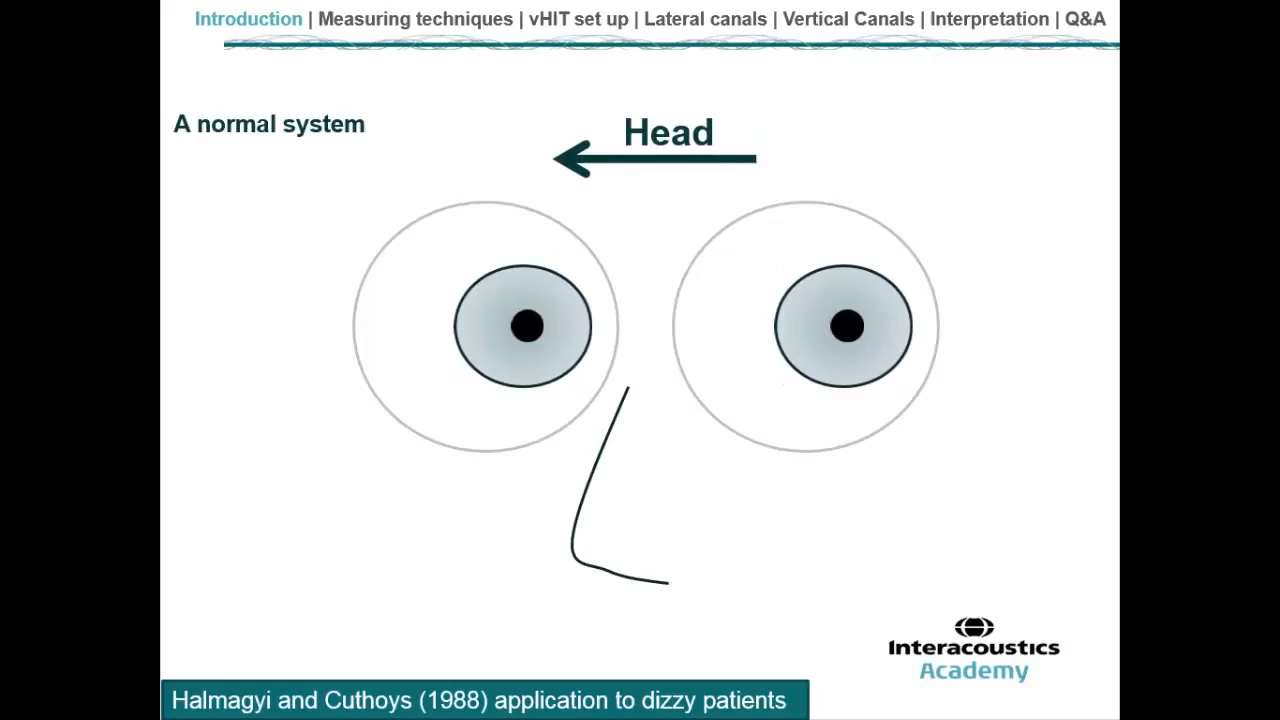 Introduction | Measuring techniques | vHIT set up | Lateral canals | Vertical Canals | Interpretation | Q&A
A normal system
Head
Interacoustics
Academy
Halmagyi and Cuthoys (1988) application to dizzy patients